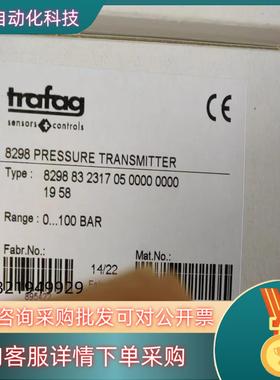 自动化科技
trafag
sensors controls
CE
8298 PRESSURE TRANSMITTER
Type : 8298 83 2317 05 0000 0000
19 58
Range : 0...100 BAR
Fabr.No.:
Mat.No.:
14/22
821949929
咨询采购批发可对公开票
询客服详情下单采购